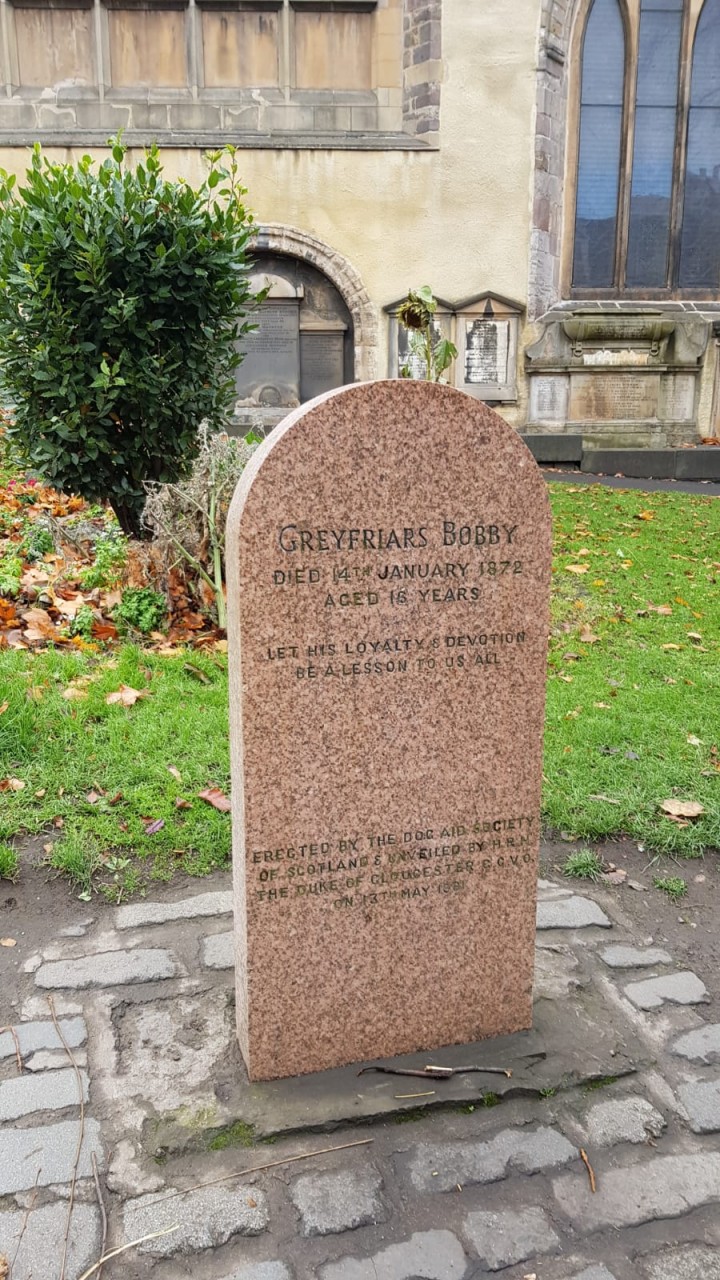 GREYFRIARS BOBBY
DIED 14TH JANUARY 1872
AGED 16 YEARS
LET HIS LOYALTY & DEVOTION
BE A LESSON TO US ALL
ERECTED BY THE DOG AID SOCIETY
OF SCOTLAND & UNVEILED BY H.R.H.
THE DUKE OF GLOUCESTER G.C.V.O.
ON 13TH MAY 1981